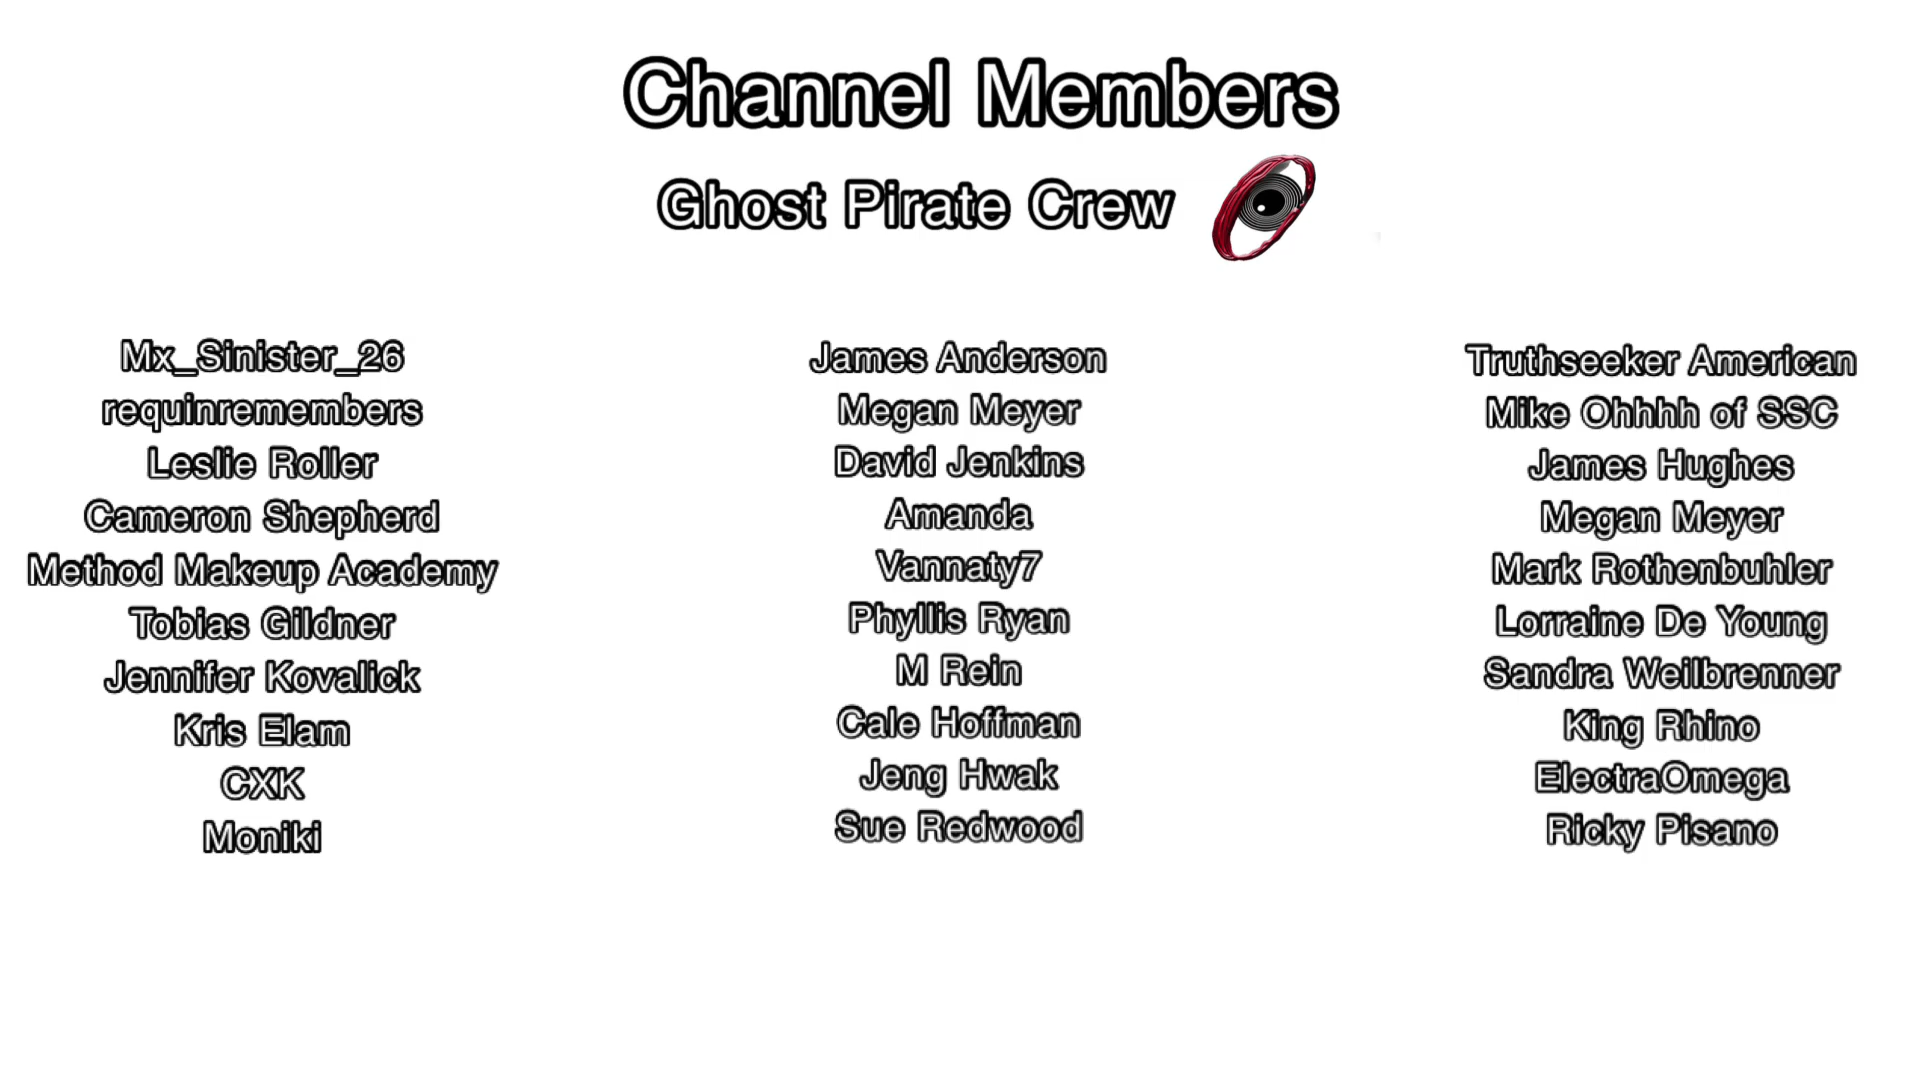 Channel Members
Ghost Pirate Crew
Mx_Sinister_26
requinremembers
Leslie Roller
Cameron Shepherd
Method Makeup Academy
Tobias Gildner
Jennifer Kovalick
Kris Elam
CXK
Moniki
James Anderson
Megan Meyer
David Jenkins
Amanda
Vannaty7
Phyllis Ryan
M Rein
Cale Hoffman
Jeng Hwak
Sue Redwood
Truthseeker American
Mike Ohhhh of SSC
James Hughes
Megan Meyer
Mark Rothenbuhler
Lorraine De Young
Sandra Weilbrenner
King Rhino
ElectraOmega
Ricky Pisano